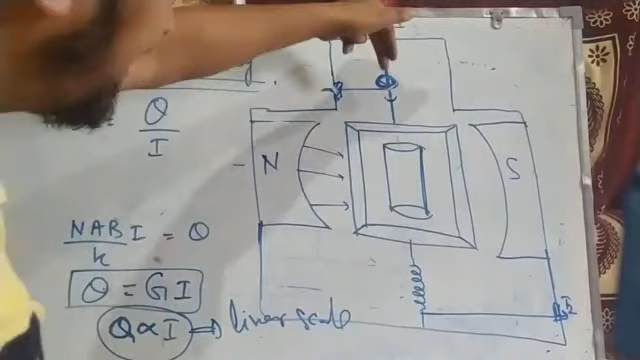 θ
I
N
S
NAB I = θ
k
θ = GI
θ ∝ I → linear scale